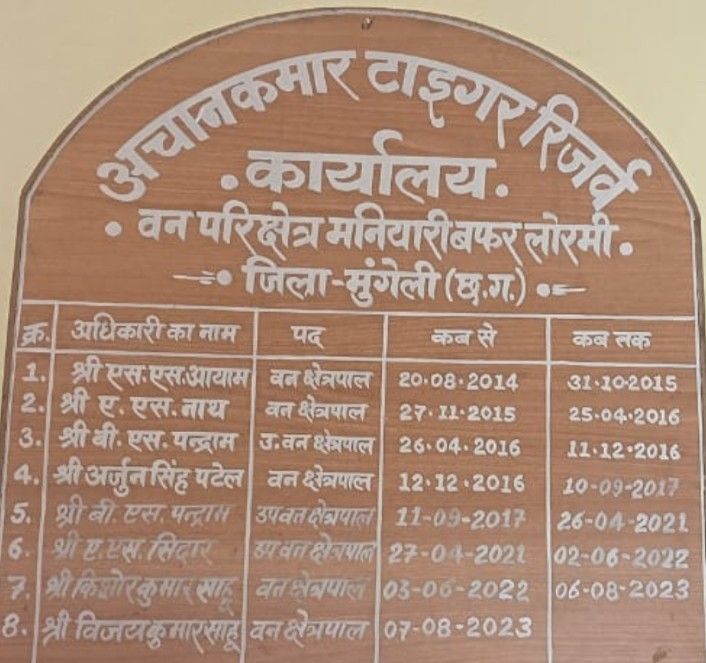 अचानकमार टाइगर रिजर्व
. कार्यालय .
• वन परिक्षेत्र मनियारी बफर लोरमी •
जिला-मुंगेली (छ.ग.)
क्र. अधिकारी का नाम पद कब से कब तक
1. श्री एस.एस.आयाम वन क्षेत्रपाल 20.08.2014 31.10.2015
2. श्री ए. एस. नाथ वन क्षेत्रपाल 27.11.2015 25.04.2016
3. श्री बी. एस. पन्द्राम उ.वन क्षेत्रपाल 26.04.2016 11.12.2016
4. श्री अर्जुन सिंह पटेल वन क्षेत्रपाल 12.12.2016 10-09-2017
5. श्री बी. एस. पन्द्राम उपवनक्षेत्रपाल 11-09-2017 26-04-2021
6. श्री ए.एस. सिदार उप वनक्षेत्रपाल 27-04-2021 02-06-2022
7. श्री किशोर कुमार साहू वन क्षेत्रपाल 03-06-2022 06-08-2023
8. श्री विजय कुमार साहू वन क्षेत्रपाल 07-08-2023